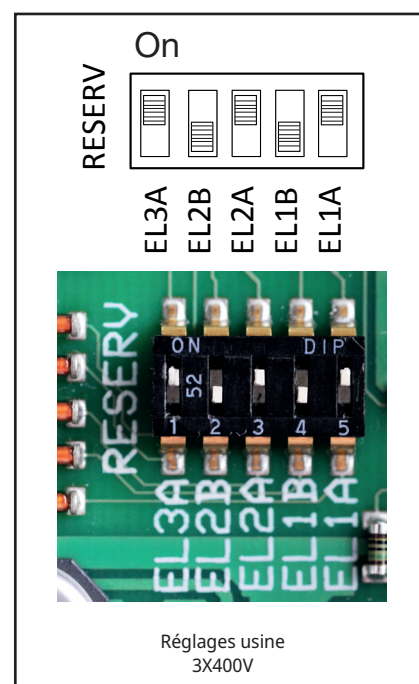 On
RESERV
EL3A
EL2B
EL2A
EL1B
EL1A
ON DIP
52
1 2 3 4 5
RESERV
EL3A
EL2B
EL2A
EL1B
EL1A
Réglages usine
3X400V